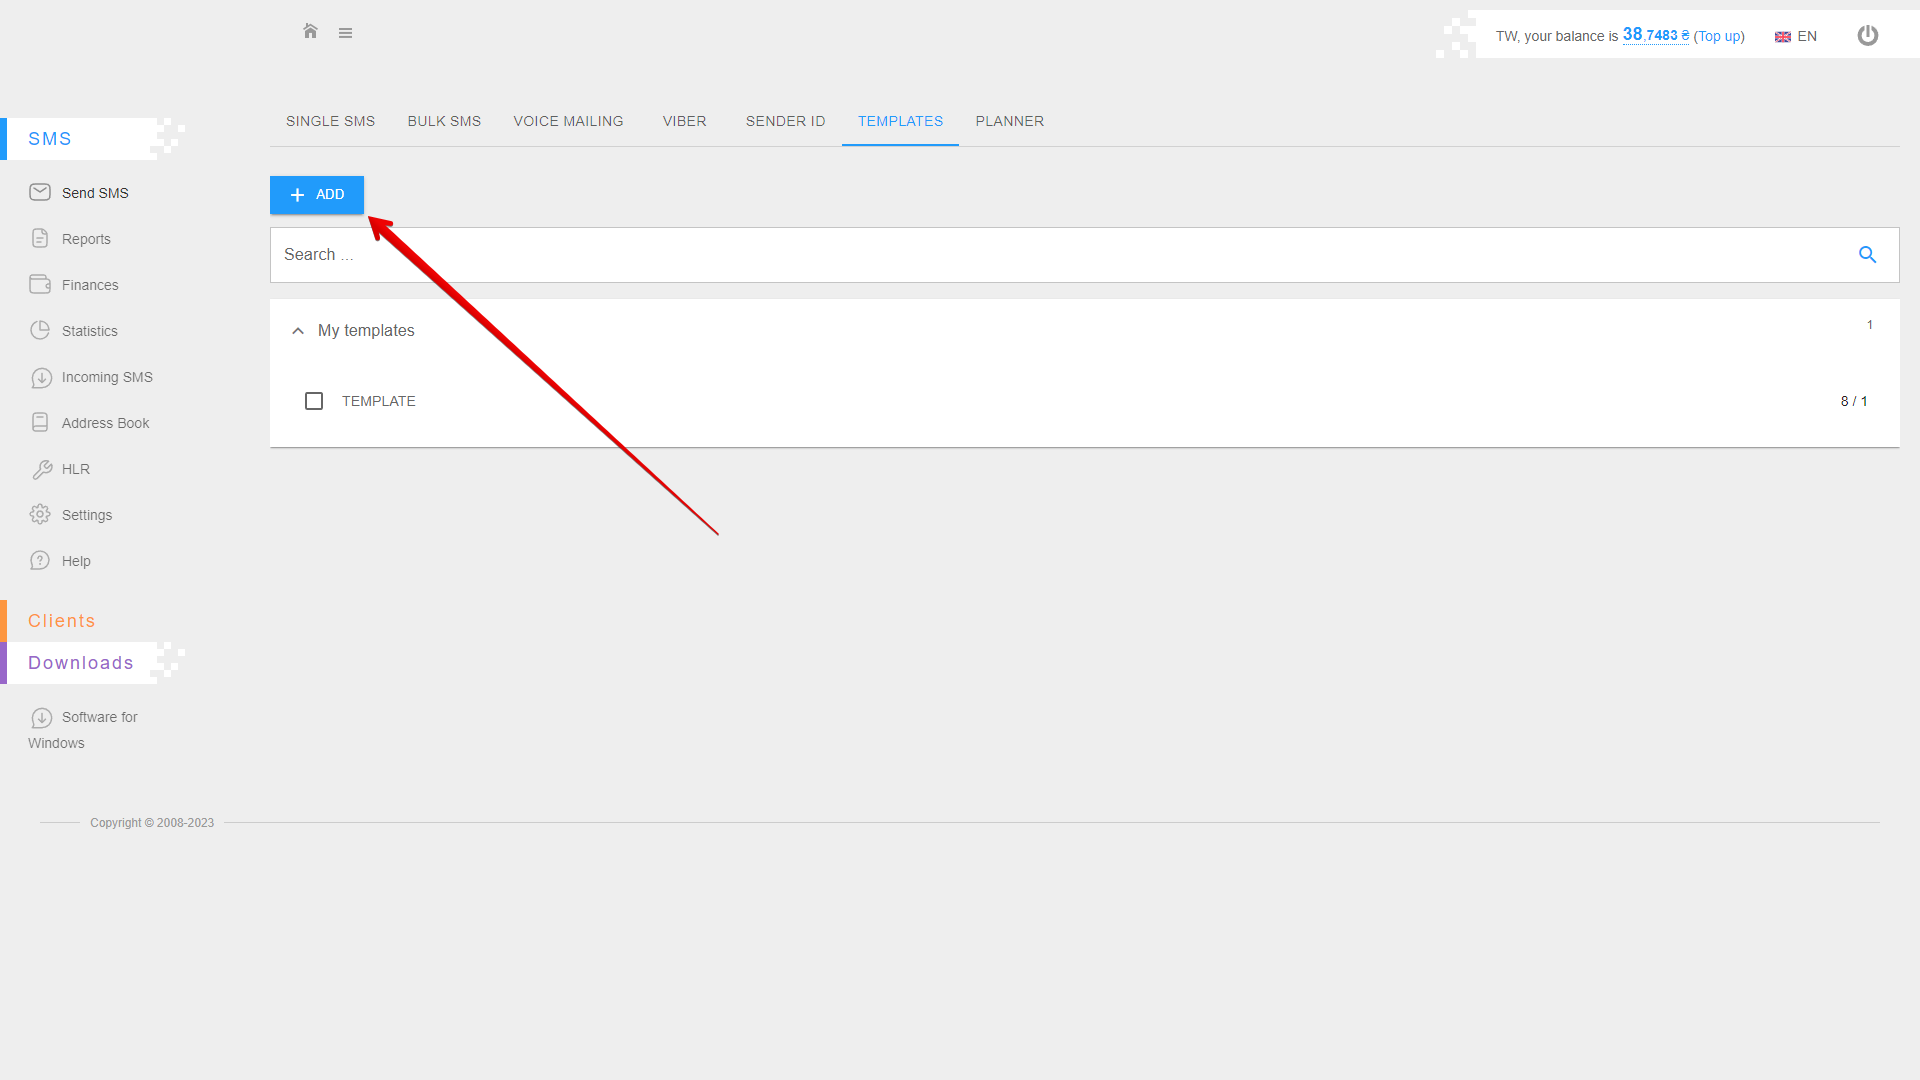 TW, your balance is 38,7483 ₴ (Top up) EN
SINGLE SMS BULK SMS VOICE MAILING VIBER SENDER ID TEMPLATES PLANNER
SMS
Send SMS
Reports
Finances
Statistics
Incoming SMS
Address Book
HLR
Settings
Help
Clients
Downloads
Software for
Windows
+ ADD
Search ...
My templates 1
TEMPLATE 8 / 1
Copyright © 2008-2023